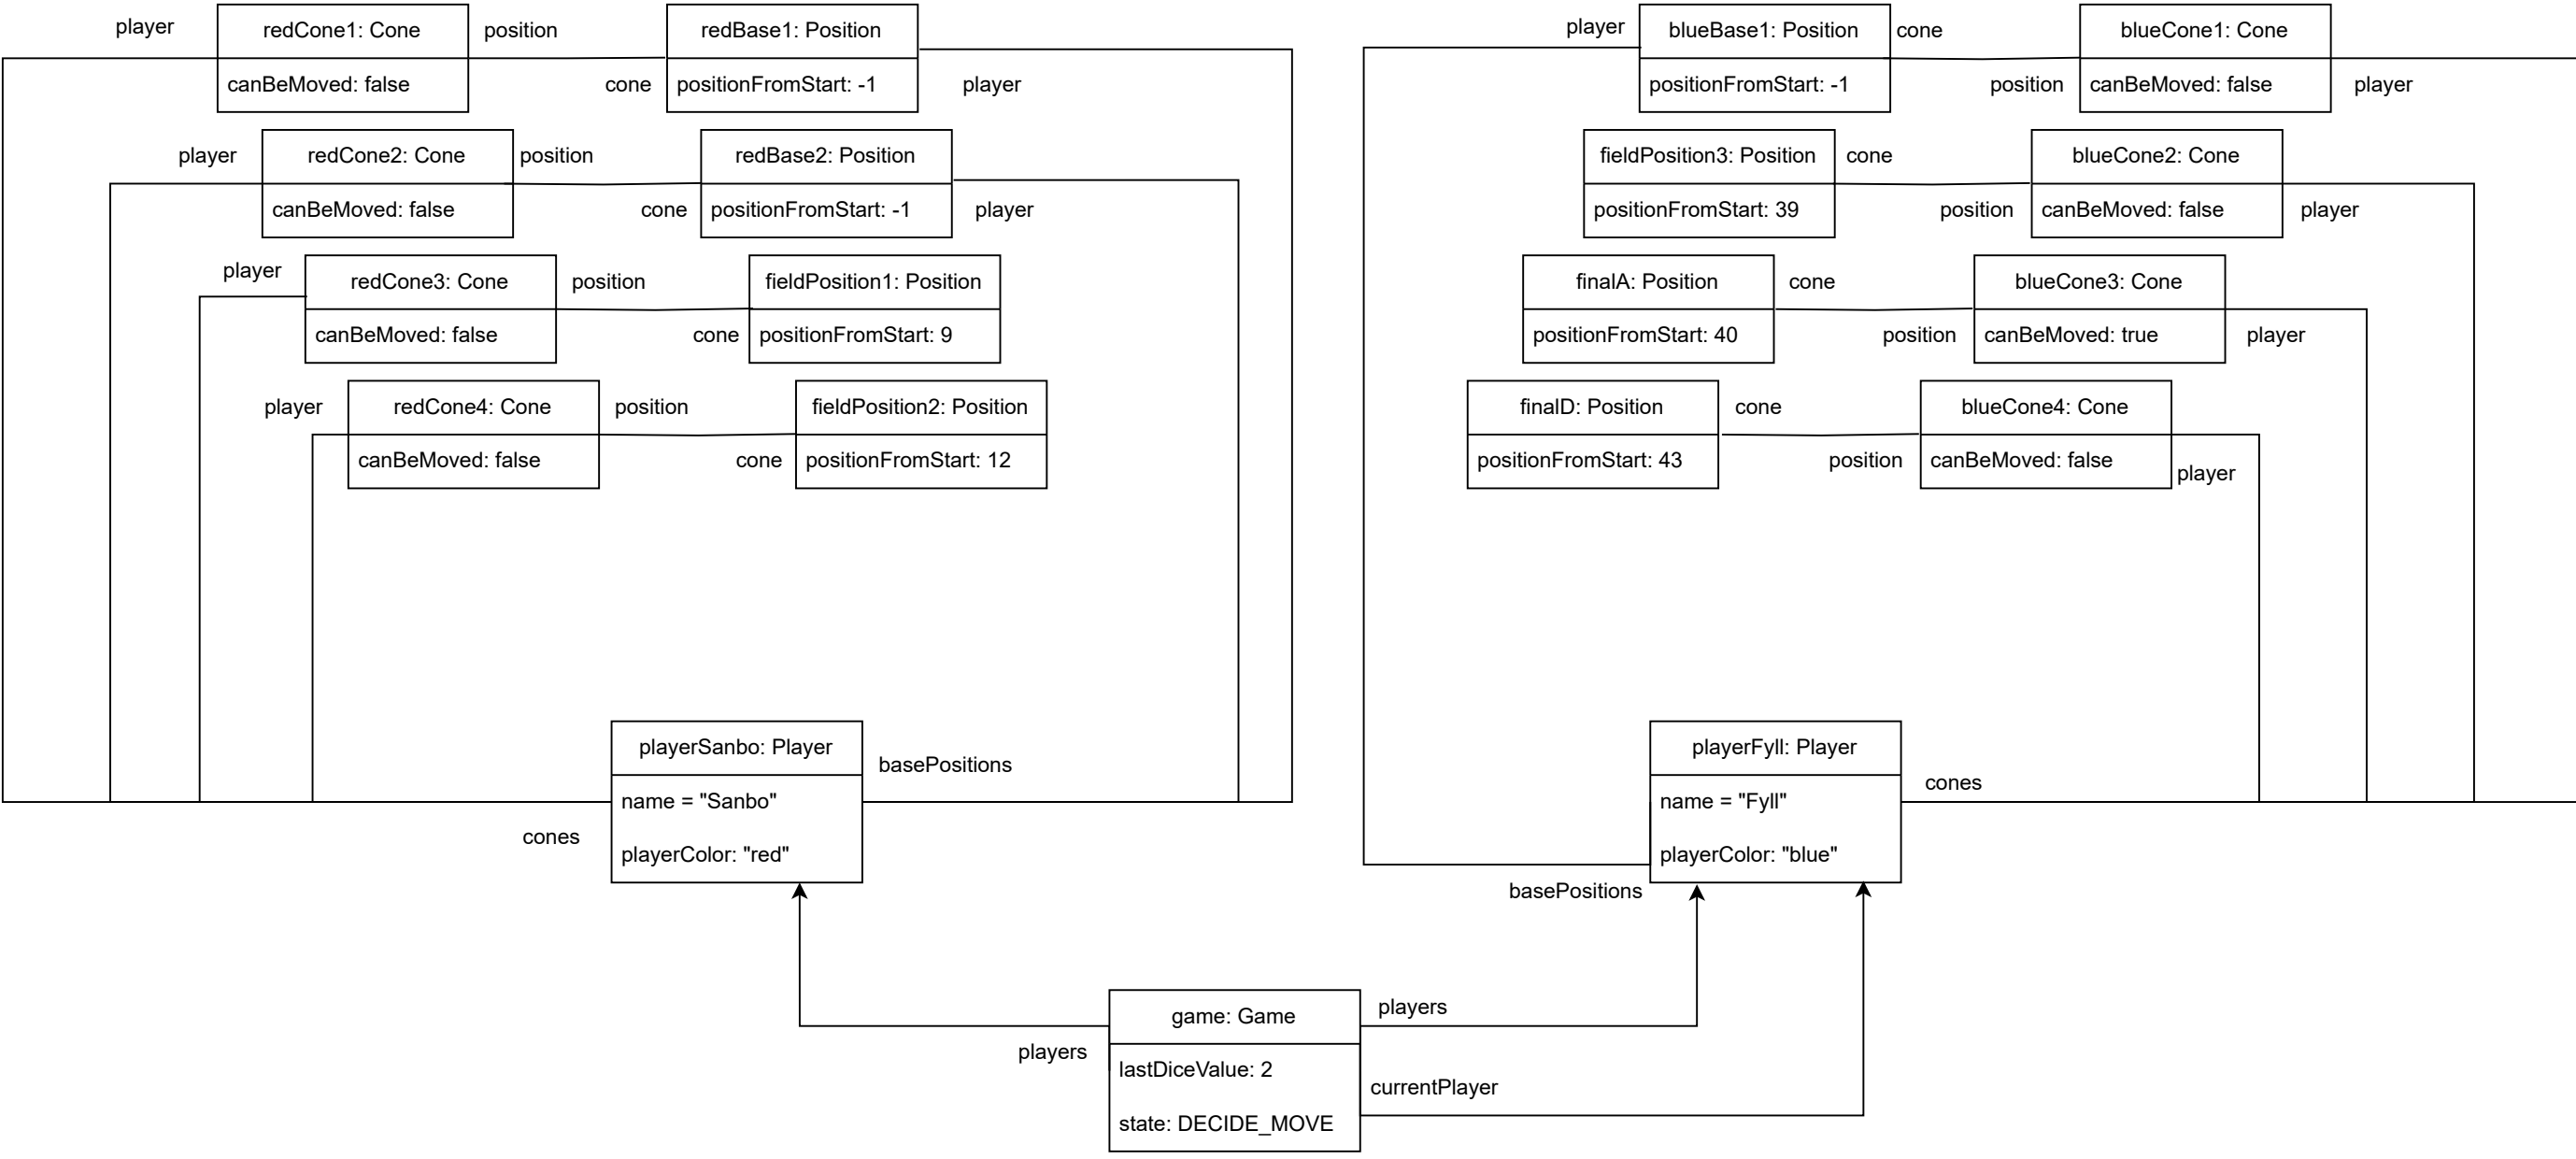 player
redCone1: Cone
position
redBase1: Position
canBeMoved: false
cone
positionFromStart: -1
player
player
redCone2: Cone
position
redBase2: Position
canBeMoved: false
cone
positionFromStart: -1
player
player
redCone3: Cone
position
fieldPosition1: Position
canBeMoved: false
cone
positionFromStart: 9
player
redCone4: Cone
position
fieldPosition2: Position
canBeMoved: false
cone
positionFromStart: 12
player
blueBase1: Position
cone
blueCone1: Cone
positionFromStart: -1
position
canBeMoved: false
player
fieldPosition3: Position
cone
blueCone2: Cone
positionFromStart: 39
position
canBeMoved: false
player
finalA: Position
cone
blueCone3: Cone
positionFromStart: 40
position
canBeMoved: true
player
finalD: Position
cone
blueCone4: Cone
positionFromStart: 43
position
canBeMoved: false
player
playerSanbo: Player
basePositions
name = "Sanbo"
cones
playerColor: "red"
playerFyll: Player
cones
name = "Fyll"
playerColor: "blue"
basePositions
game: Game
players
players
lastDiceValue: 2
currentPlayer
state: DECIDE_MOVE